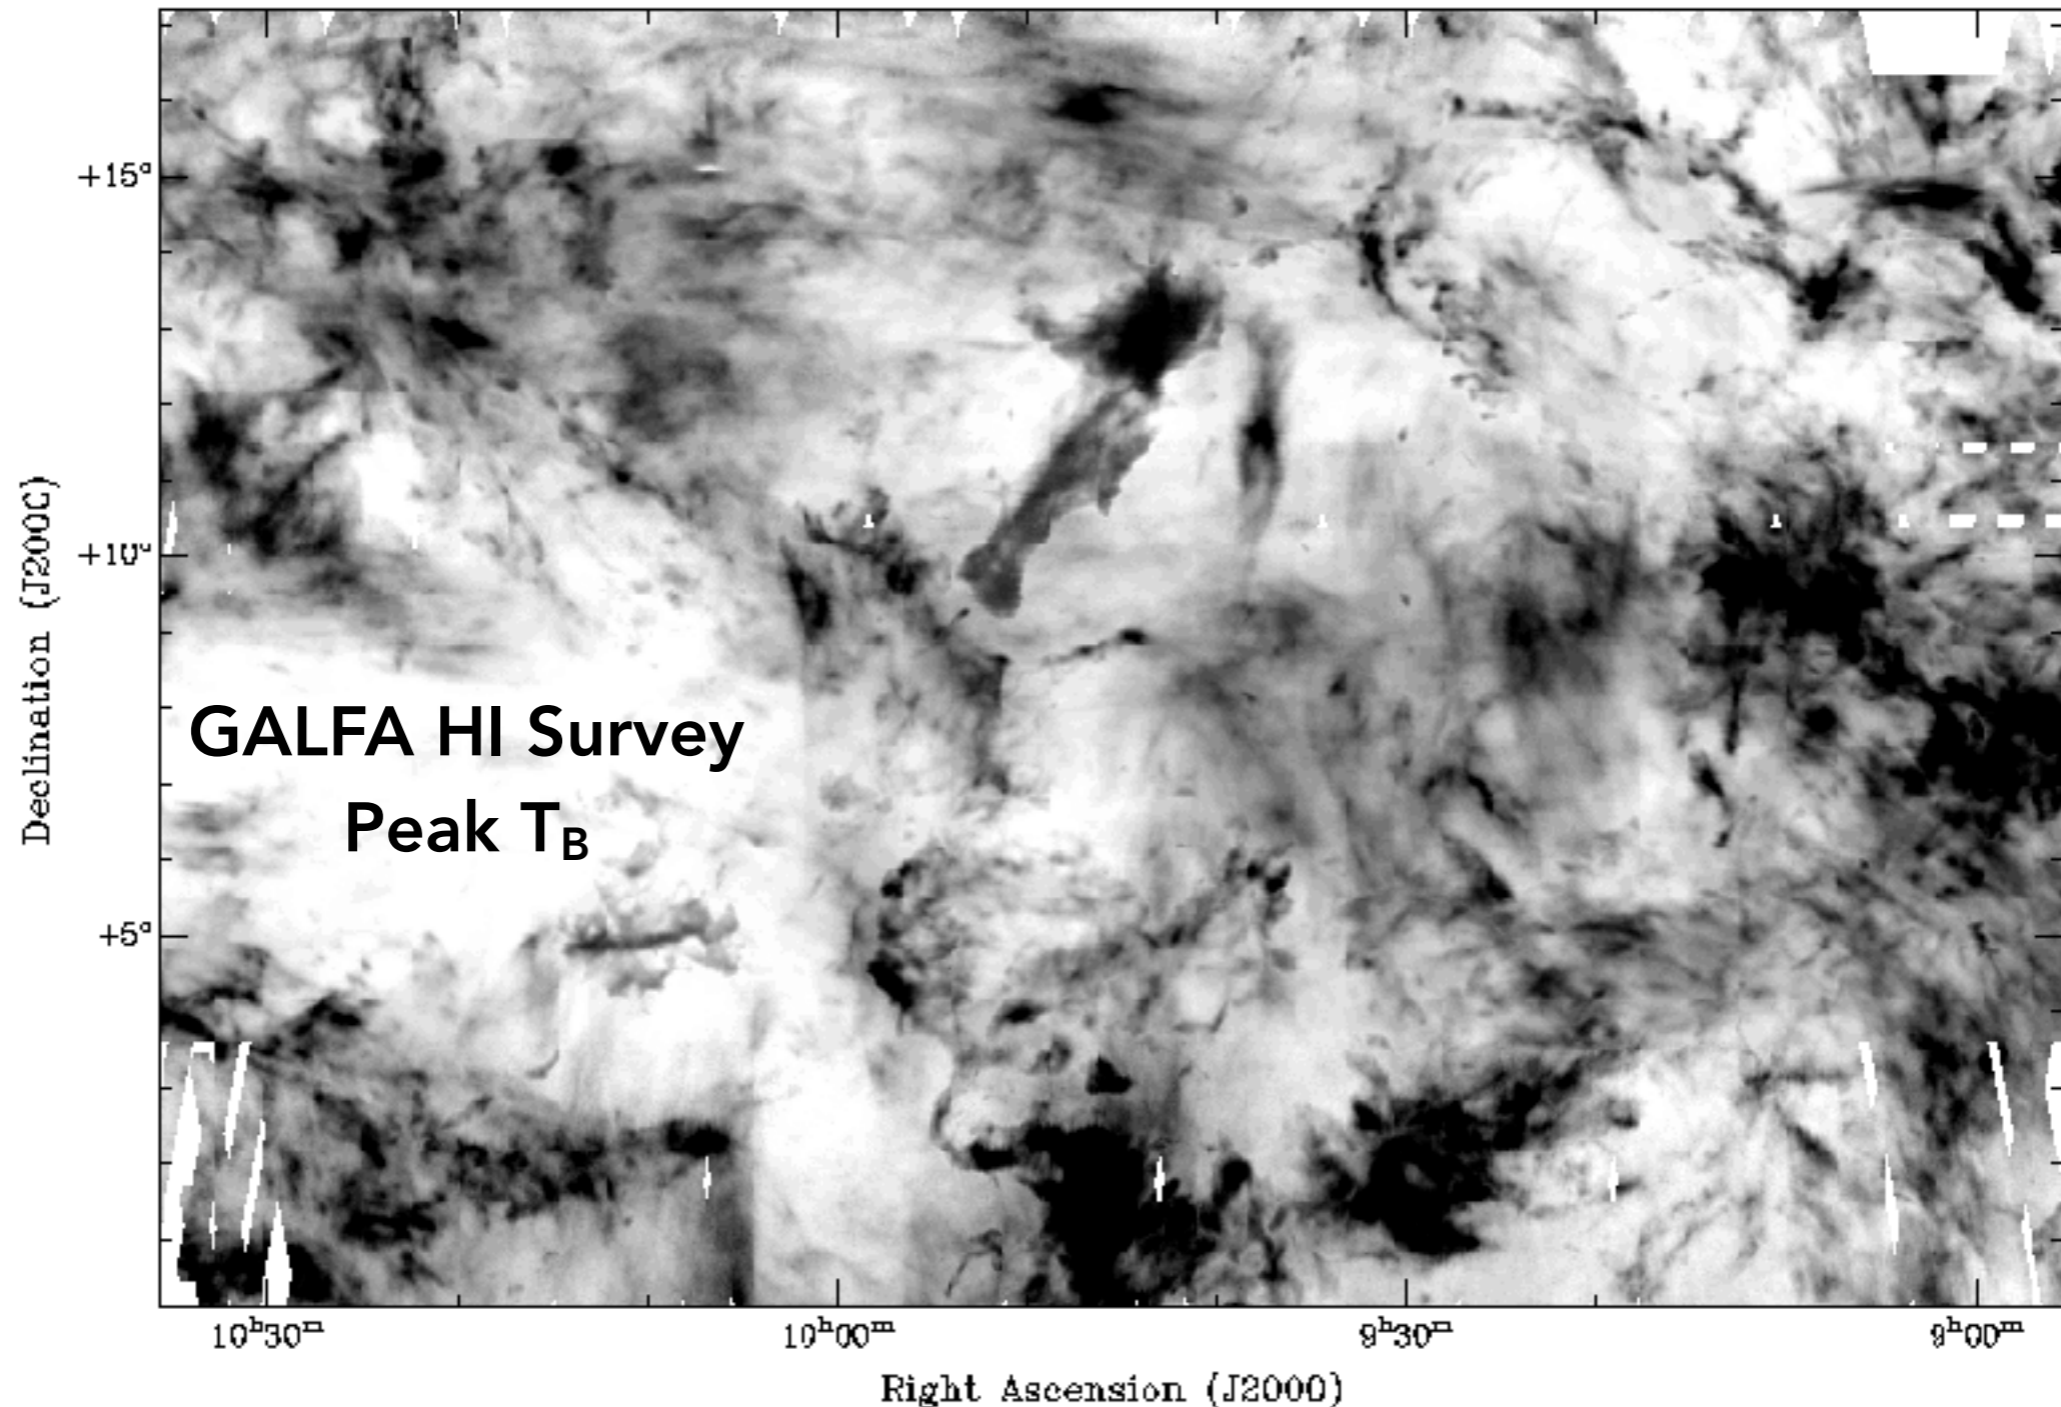 +15°
+10°
+5°
Declination (J2000)
GALFA HI Survey
Peak T_B
10h30m
10h00m
9h30m
9h00m
Right Ascension (J2000)